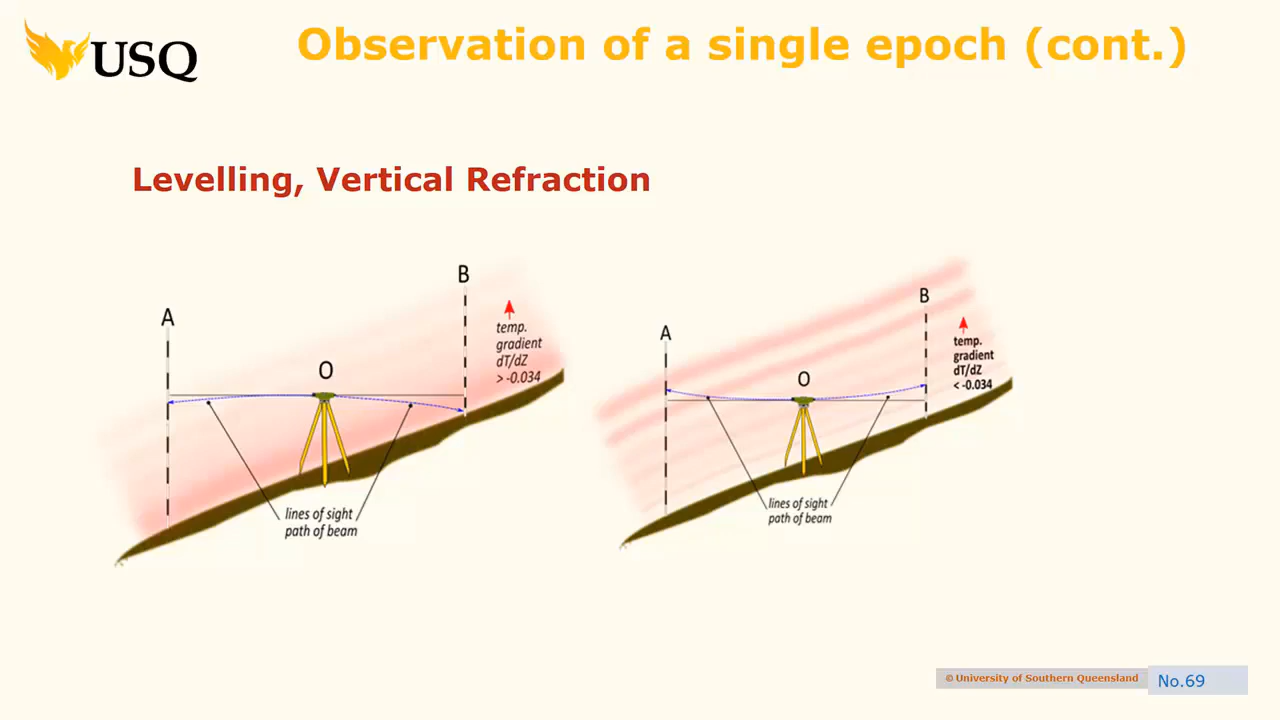 USQ
Observation of a single epoch (cont.)
Levelling, Vertical Refraction
A
B
O
temp.
gradient
dT/dZ
> -0.034
lines of sight
path of beam
A
B
O
temp.
gradient
dT/dZ
< -0.034
lines of sight
path of beam
© University of Southern Queensland
No.69